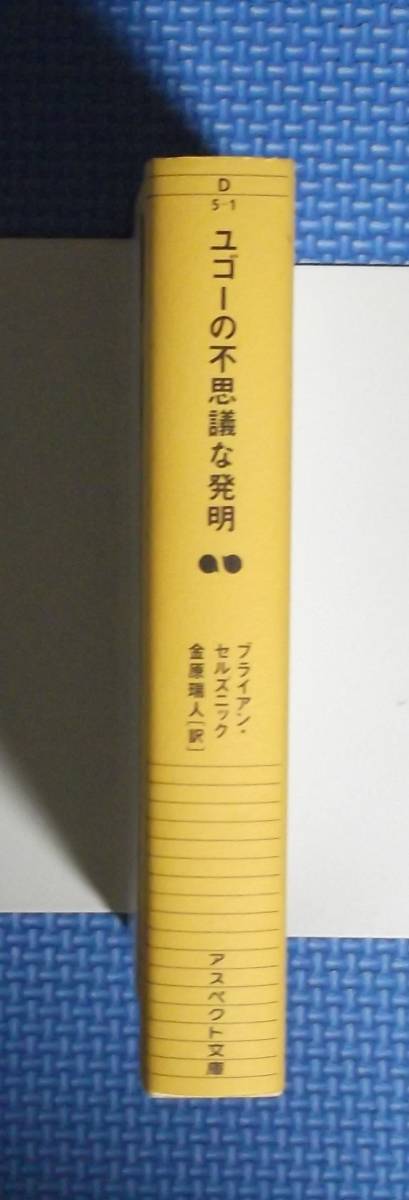 D
5-1
ユゴーの不思議な発明
ブライアン・
セルズニック
金原瑞人[訳]
アスペクト文庫